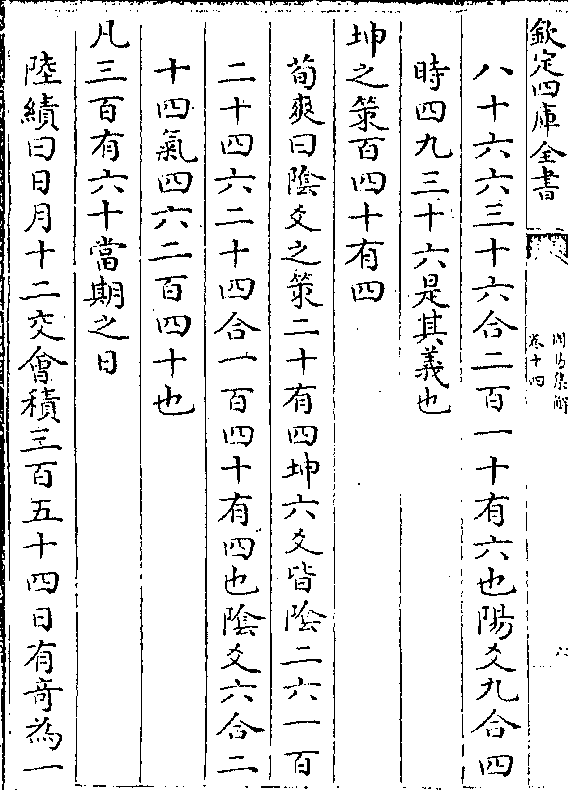 欽定四庫全書
周易集解
卷十四
六
八十六六三十六合二百一十有六也陽爻九合四
時四九三十六是其義也
坤之策百四十有四
荀爽曰陰爻之策二十有四坤六爻皆陰二六一百
二十四六二十四合一百四十有四也陰爻六合二
十四氣四六二百四十也
凡三百有六十當期之日
陸績曰日月十二交會積三百五十四日有奇為一